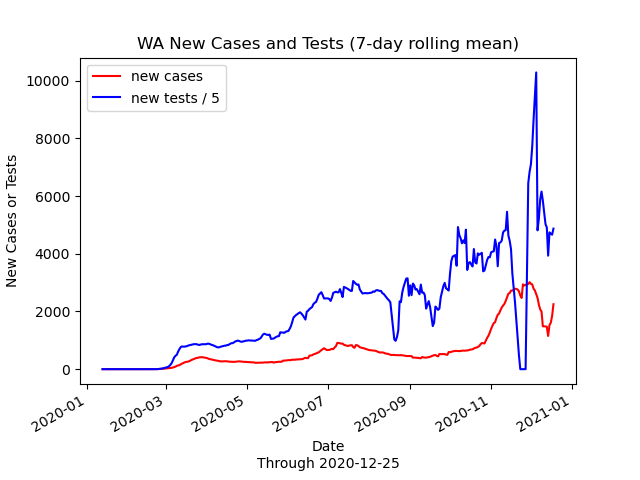 WA New Cases and Tests (7-day rolling mean)
new cases
new tests / 5
New Cases or Tests
10000
8000
6000
4000
2000
0
2020-01
2020-03
2020-05
2020-07
2020-09
2020-11
2021-01
Date
Through 2020-12-25